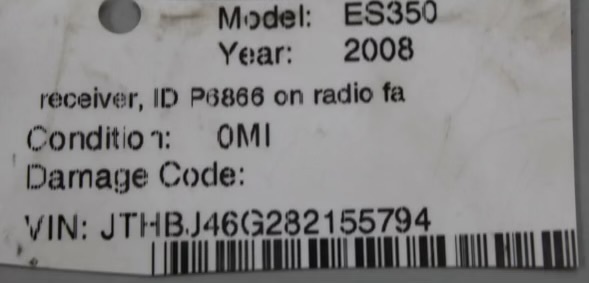 Model: ES350
Year: 2008
receiver, ID P6866 on radio fa
Condition: 0MI
Damage Code:
VIN: JTHBJ46G282155794